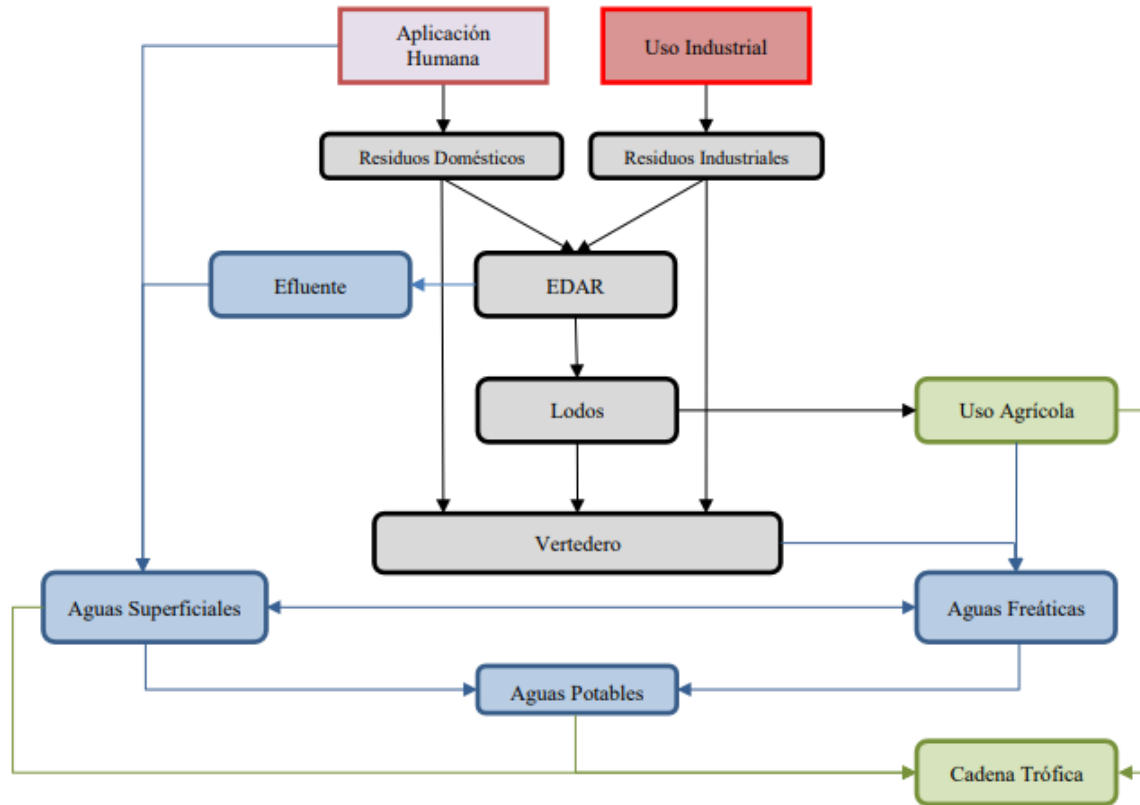 Aplicación
Humana
Uso Industrial
Residuos Domésticos
Residuos Industriales
Efluente
EDAR
Lodos
Uso Agrícola
Vertedero
Aguas Superficiales
Aguas Freáticas
Aguas Potables
Cadena Trófica